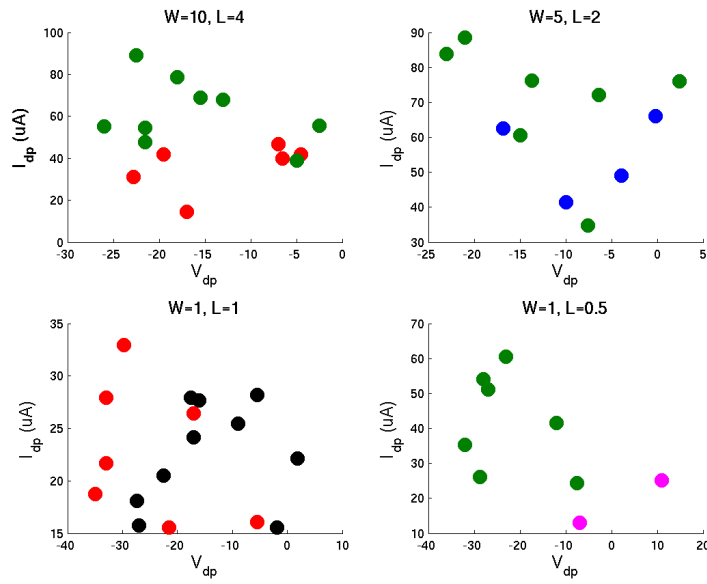 W=10, L=4
100
80
60
40
20
0
I_dp (uA)
-30 -25 -20 -15 -10 -5 0
V_dp
W=5, L=2
90
80
70
60
50
40
30
I_dp (uA)
-25 -20 -15 -10 -5 0 5
V_dp
W=1, L=1
35
30
25
20
15
I_dp (uA)
-40 -30 -20 -10 0 10
V_dp
W=1, L=0.5
70
60
50
40
30
20
10
I_dp (uA)
-40 -30 -20 -10 0 10 20
V_dp